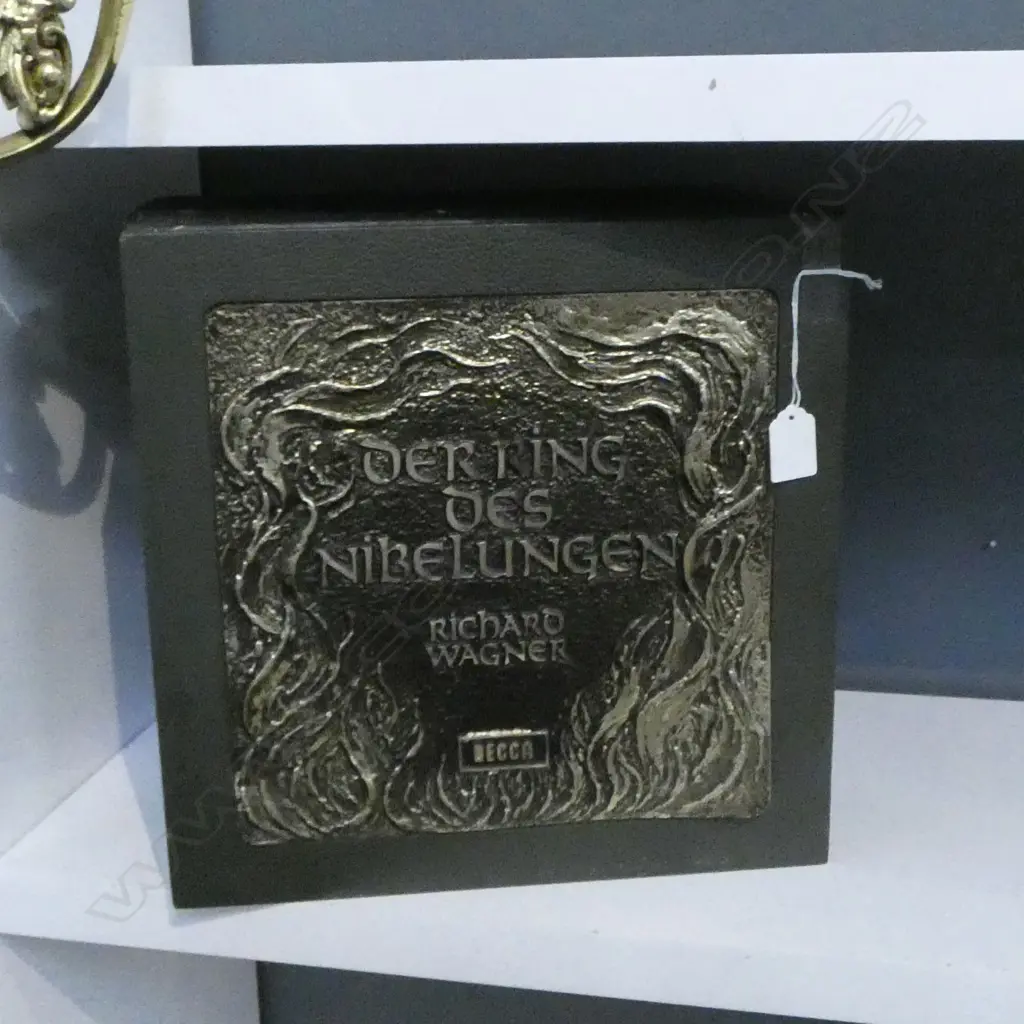 DER RING
DES
NIBELUNGEN
RICHARD
WAGNER
DECCA